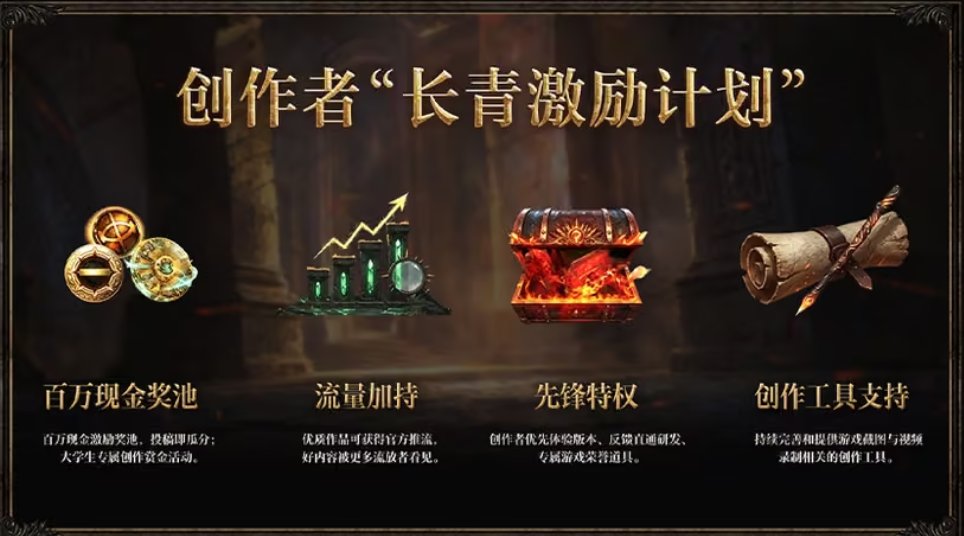 创作者“长青激励计划”
百万现金奖池
百万现金激励奖池，投稿即瓜分；
大学生专属创作赏金活动。
流量加持
优质作品可获得官方推流，
好内容被更多流放者看见。
先锋特权
创作者优先体验版本、反馈直通研发、
专属游戏荣誉道具。
创作工具支持
持续完善和提供游戏截图与视频
录制相关的创作工具。